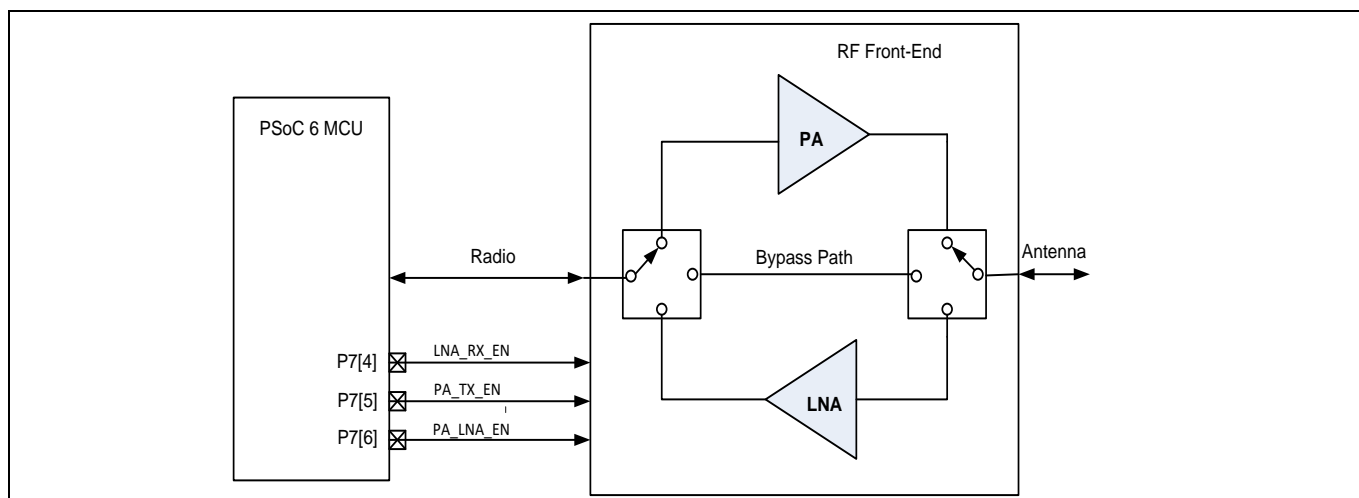 RF Front-End
PSoC 6 MCU
PA
Radio
Bypass Path
Antenna
P7[4]
LNA_RX_EN
P7[5]
PA_TX_EN
P7[6]
PA_LNA_EN
LNA